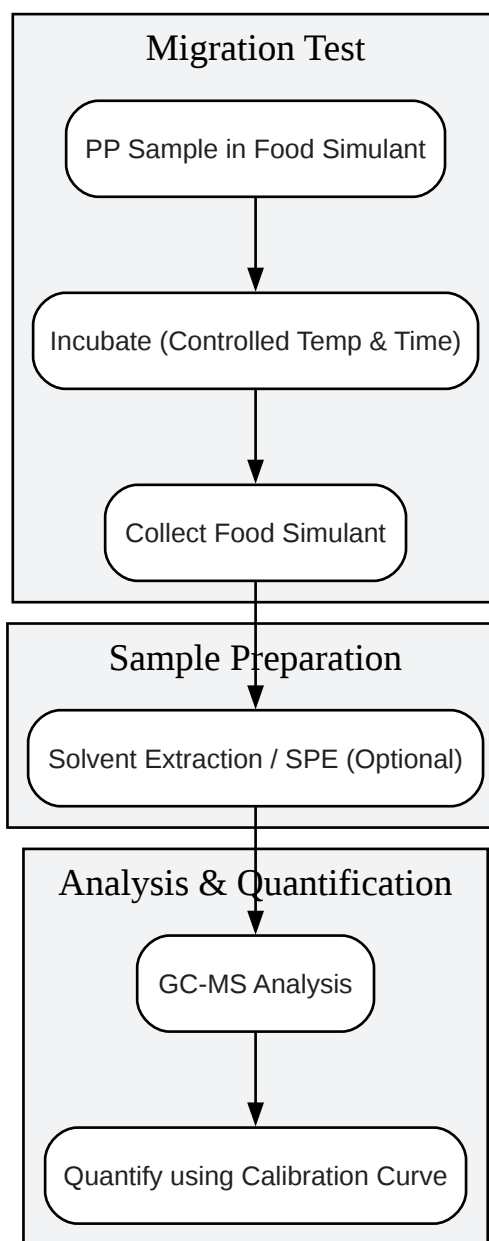 Migration Test
PP Sample in Food Simulant
Incubate (Controlled Temp & Time)
Collect Food Simulant
Sample Preparation
Solvent Extraction / SPE (Optional)
Analysis & Quantification
GC-MS Analysis
Quantify using Calibration Curve